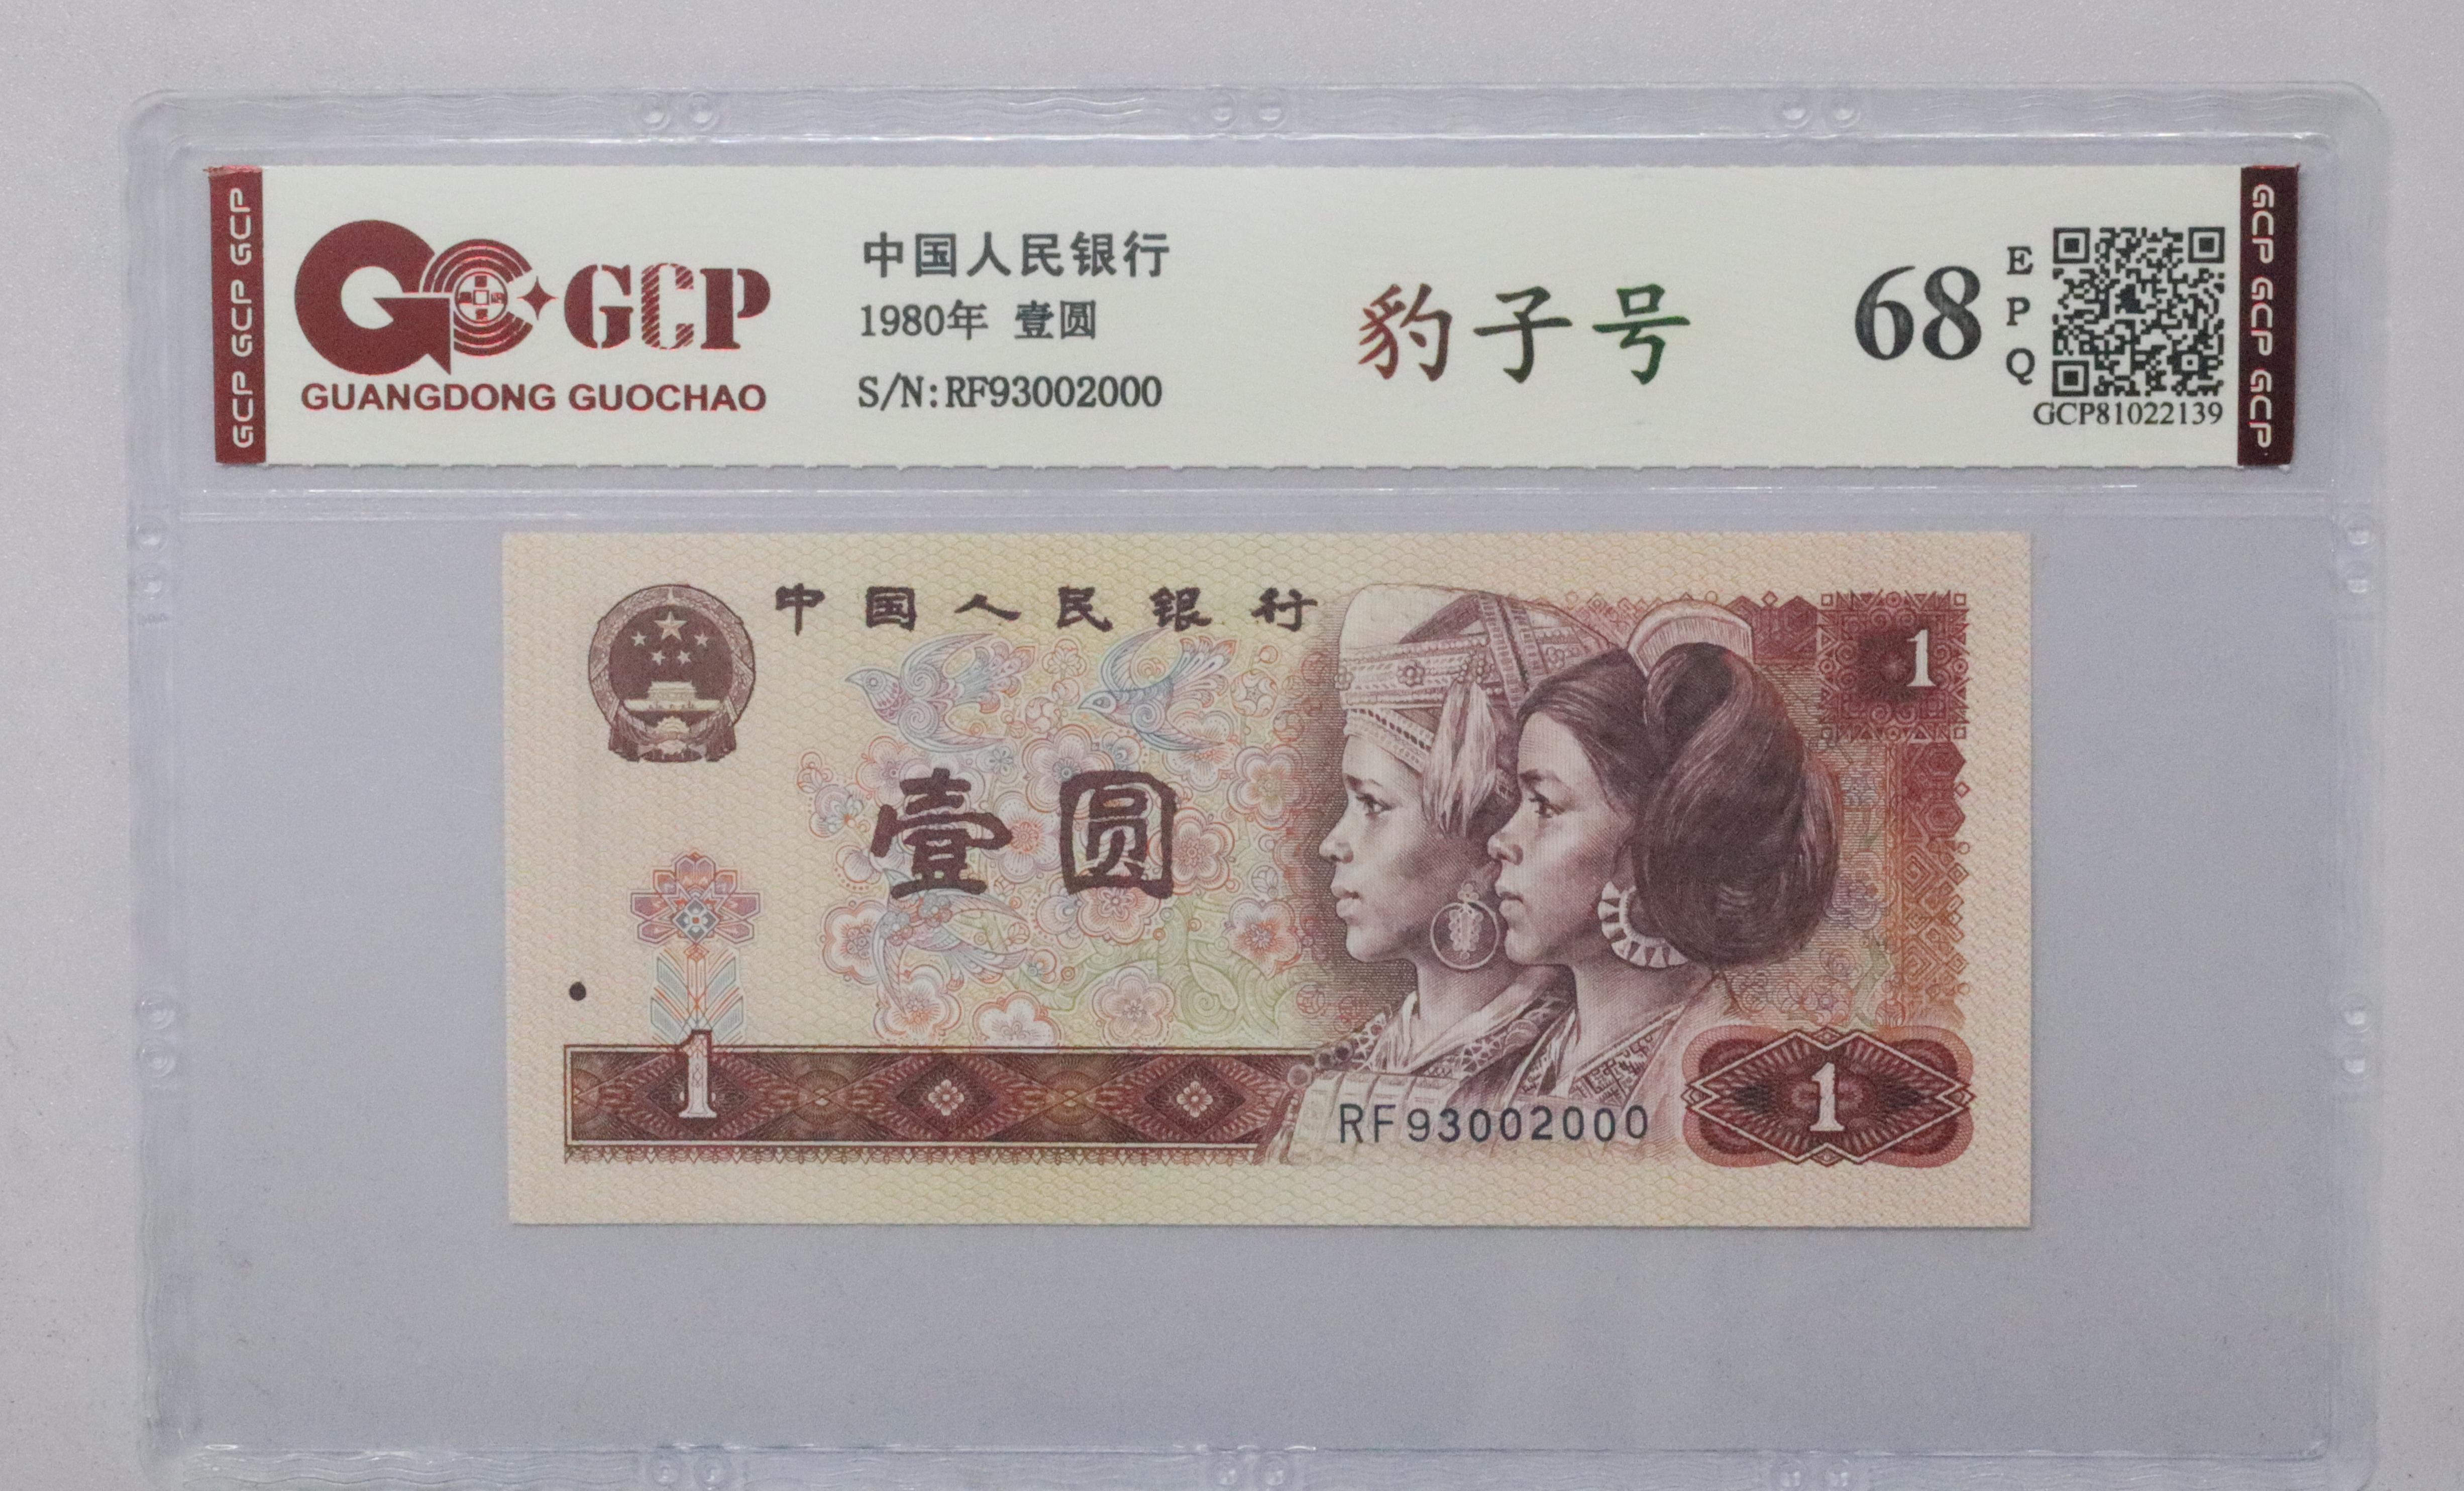 GCP GCP GCP
GCP
GUANGDONG GUOCHAO
中国人民银行
1980年 壹圆
S/N:RF93002000
豹子号
68
EPQ
GCP81022139
GCP GCP GCP
中国人民银行
1
壹圆
1
RF93002000
1